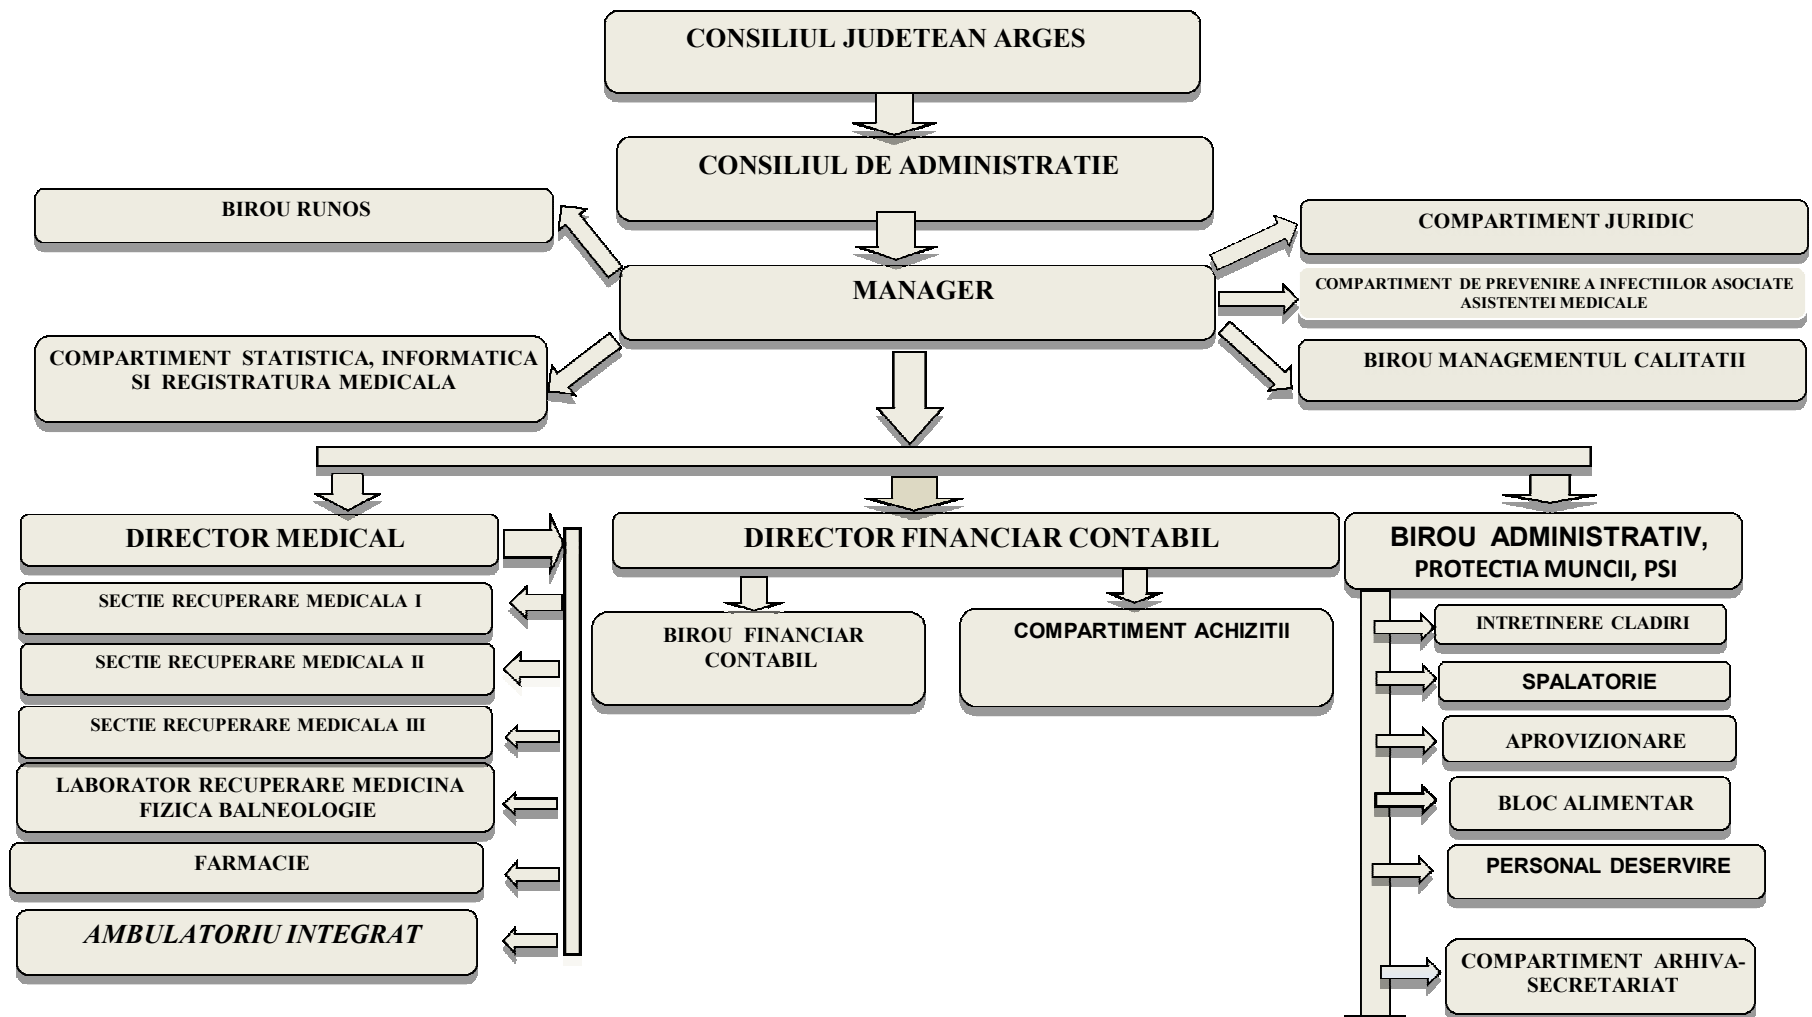 CONSILIUL JUDETEAN ARGES
CONSILIUL DE ADMINISTRATIE
BIROU RUNOS
COMPARTIMENT JURIDIC
MANAGER
COMPARTIMENT DE PREVENIRE A INFECTIILOR ASOCIATE
ASISTENTEI MEDICALE
COMPARTIMENT STATISTICA, INFORMATICA
SI REGISTRATURA MEDICALA
BIROU MANAGEMENTUL CALITATII
DIRECTOR MEDICAL
SECTIE RECUPERARE MEDICALA I
SECTIE RECUPERARE MEDICALA II
SECTIE RECUPERARE MEDICALA III
LABORATOR RECUPERARE MEDICINA
FIZICA BALNEOLOGIE
FARMACIE
AMBULATORIU INTEGRAT
DIRECTOR FINANCIAR CONTABIL
BIROU FINANCIAR
CONTABIL
COMPARTIMENT ACHIZITII
BIROU ADMINISTRATIV,
PROTECTIA MUNCII, PSI
INTRETINERE CLADIRI
SPALATORIE
APROVIZIONARE
BLOC ALIMENTAR
PERSONAL DESERVIRE
COMPARTIMENT ARHIVA-
SECRETARIAT